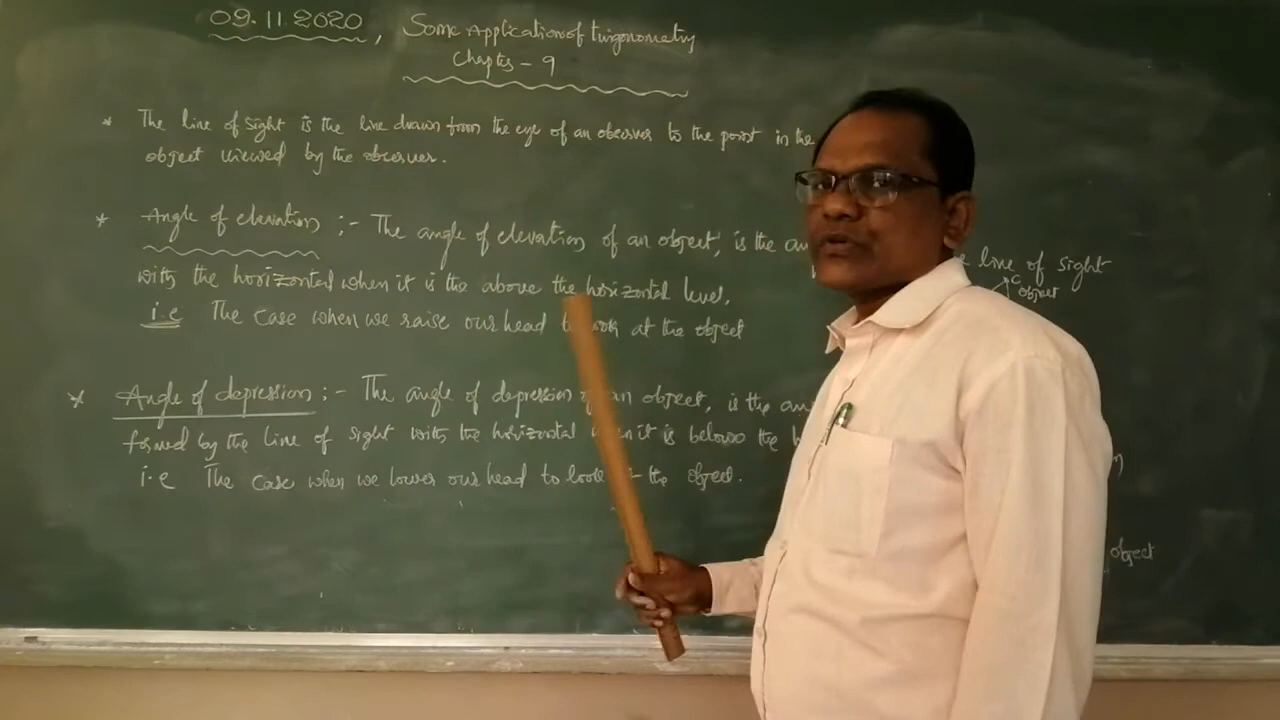 09.11.2020, Some Application of trigonometry
Chapter - 9
* The line of sight is the line drawn from the eye of an observer to the point in the
object viewed by the observer.
* Angle of elevation :- The angle of elevation of an object, is the line of sight
with the horizontal when it is the above the horizontal level,
C
object
i.e The case when we raise our head to look at the object
* Angle of depression :- The angle of depression of an object, is the
formed by the line of sight with the horizontal when it is below the
i.e The case when we lower our head to look the object.
object